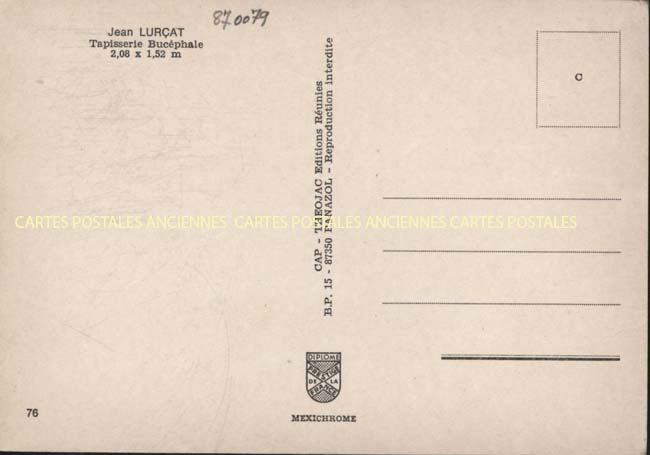 870079
Jean LURÇAT
Tapisserie Bucéphale
2,08 x 1,52 m
CAP - THEOJAC Editions Réunies
B.P. 15 - 87350 PANAZOL - Reproduction interdite
C
CARTES POSTALES ANCIENNES CARTES POSTALES ANCIENNES CARTES POSTALES
DIPLOME
PRESTIGE
DE LA
FRANCE
MEXICHROME
76